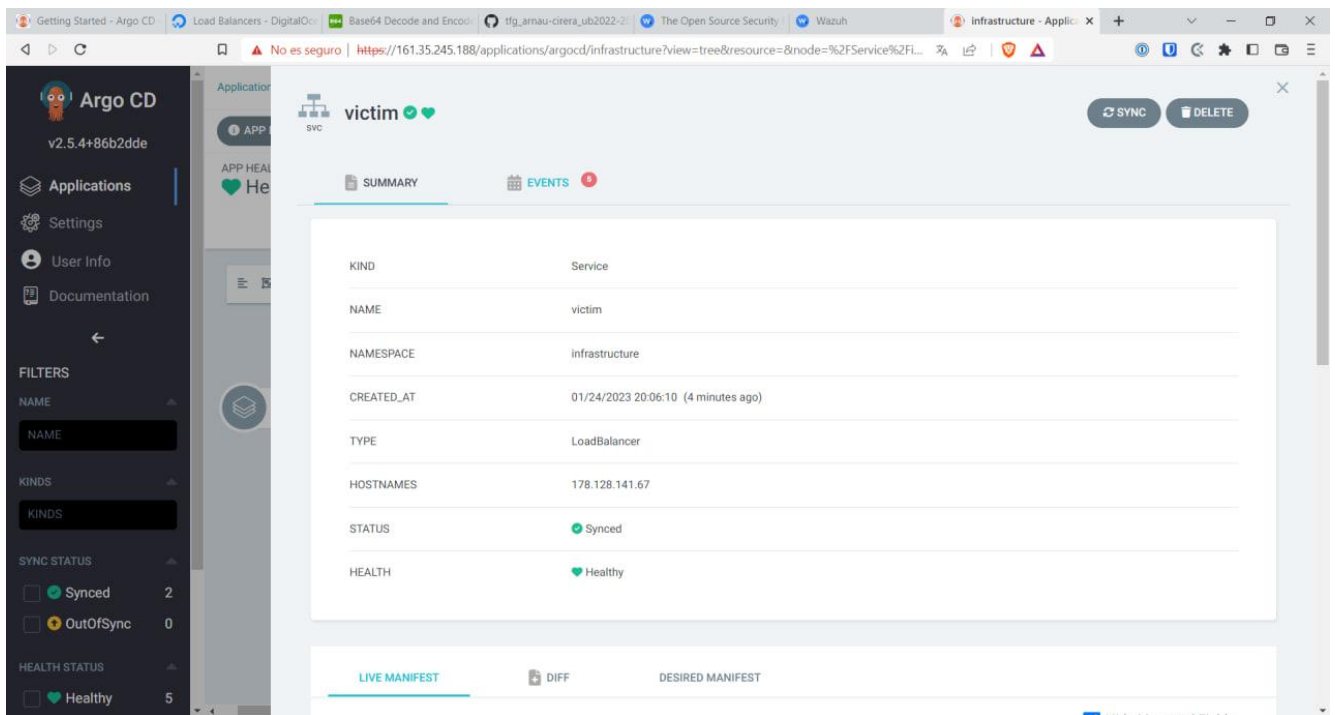 Getting Started - Argo CD
Load Balancers - DigitalOc
Base64 Decode and Encod
tfg_arnau-cirera_ub2022-2
The Open Source Security
Wazuh
infrastructure - Applic
No es seguro | https://161.35.245.188/applications/argocd/infrastructure?view=tree&resource=&node=%2FService%2Fi...
Argo CD
v2.5.4+86b2dde
Applications
Settings
User Info
Documentation
FILTERS
NAME
NAME
KINDS
KINDS
SYNC STATUS
Synced 2
OutOfSync 0
HEALTH STATUS
Healthy 5
Application
APP
APP HEAL
He
svc
victim
SYNC
DELETE
SUMMARY
EVENTS
KIND Service
NAME victim
NAMESPACE infrastructure
CREATED_AT 01/24/2023 20:06:10 (4 minutes ago)
TYPE LoadBalancer
HOSTNAMES 178.128.141.67
STATUS Synced
HEALTH Healthy
LIVE MANIFEST
DIFF
DESIRED MANIFEST